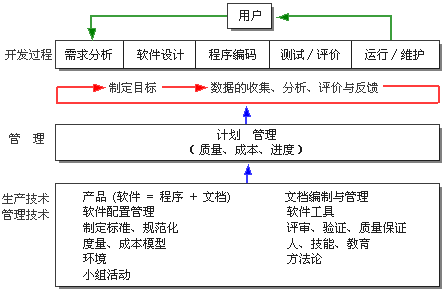 用户
开发过程 需求分析 软件设计 程序编码 测试／评价 运行／维护
制定目标 数据的收集、分析、评价与反馈
管 理 计划 管理
（质量、成本、进度）
生产技术 产品 (软件 = 程序 + 文档) 文档编制与管理
管理技术 软件配置管理 软件工具
制定标准、规范化 评审、验证、质量保证
度量、成本模型 人、技能、教育
环境 方法论
小组活动